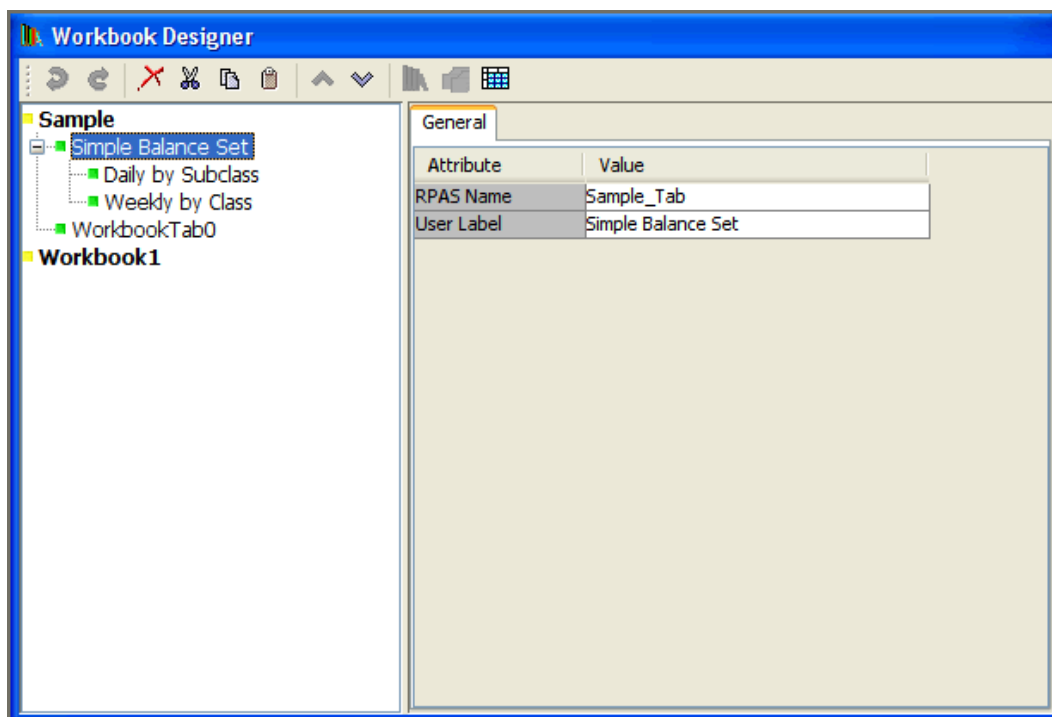 Workbook Designer
Sample
Simple Balance Set
Daily by Subclass
Weekly by Class
WorkbookTab0
Workbook1
General
Attribute Value
RPAS Name Sample_Tab
User Label Simple Balance Set